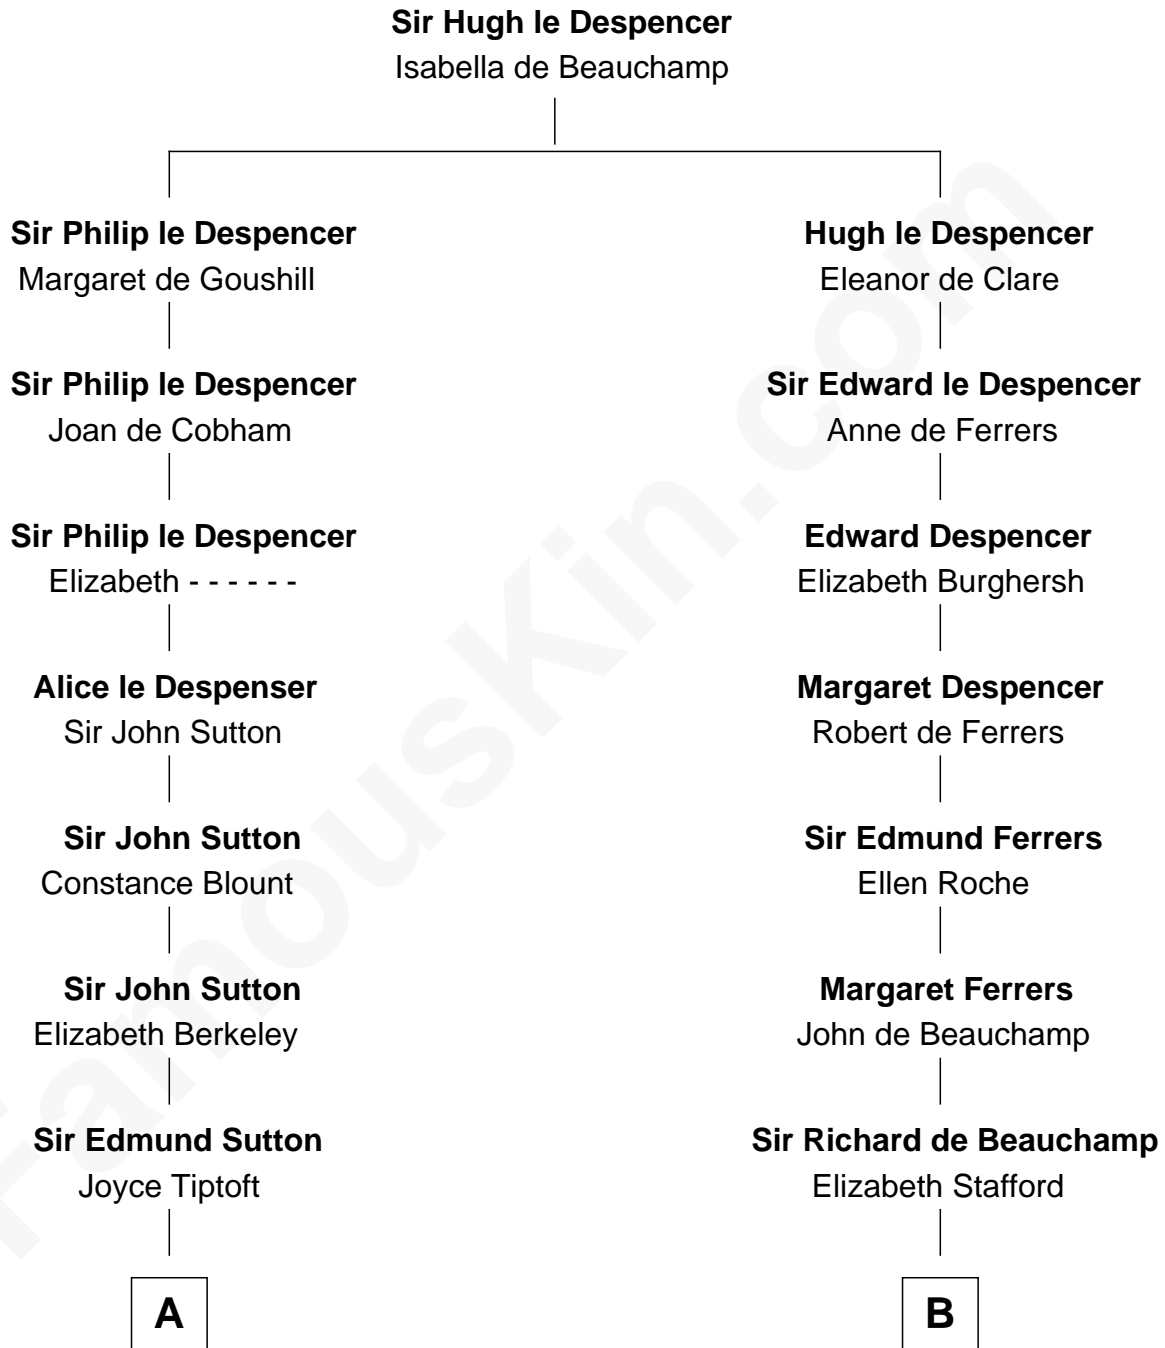 Sir Hugh le Despencer
Isabella de Beauchamp
Sir Philip le Despencer
Margaret de Goushill
Hugh le Despencer
Eleanor de Clare
Sir Philip le Despencer
Joan de Cobham
Sir Edward le Despencer
Anne de Ferrers
Sir Philip le Despencer
Elizabeth - - - - - -
Edward Despencer
Elizabeth Burghersh
Alice le Despenser
Sir John Sutton
Margaret Despencer
Robert de Ferrers
Sir John Sutton
Constance Blount
Sir Edmund Ferrers
Ellen Roche
Sir John Sutton
Elizabeth Berkeley
Margaret Ferrers
John de Beauchamp
Sir Edmund Sutton
Joyce Tiptoft
Sir Richard de Beauchamp
Elizabeth Stafford
A
B
FamousKin.com